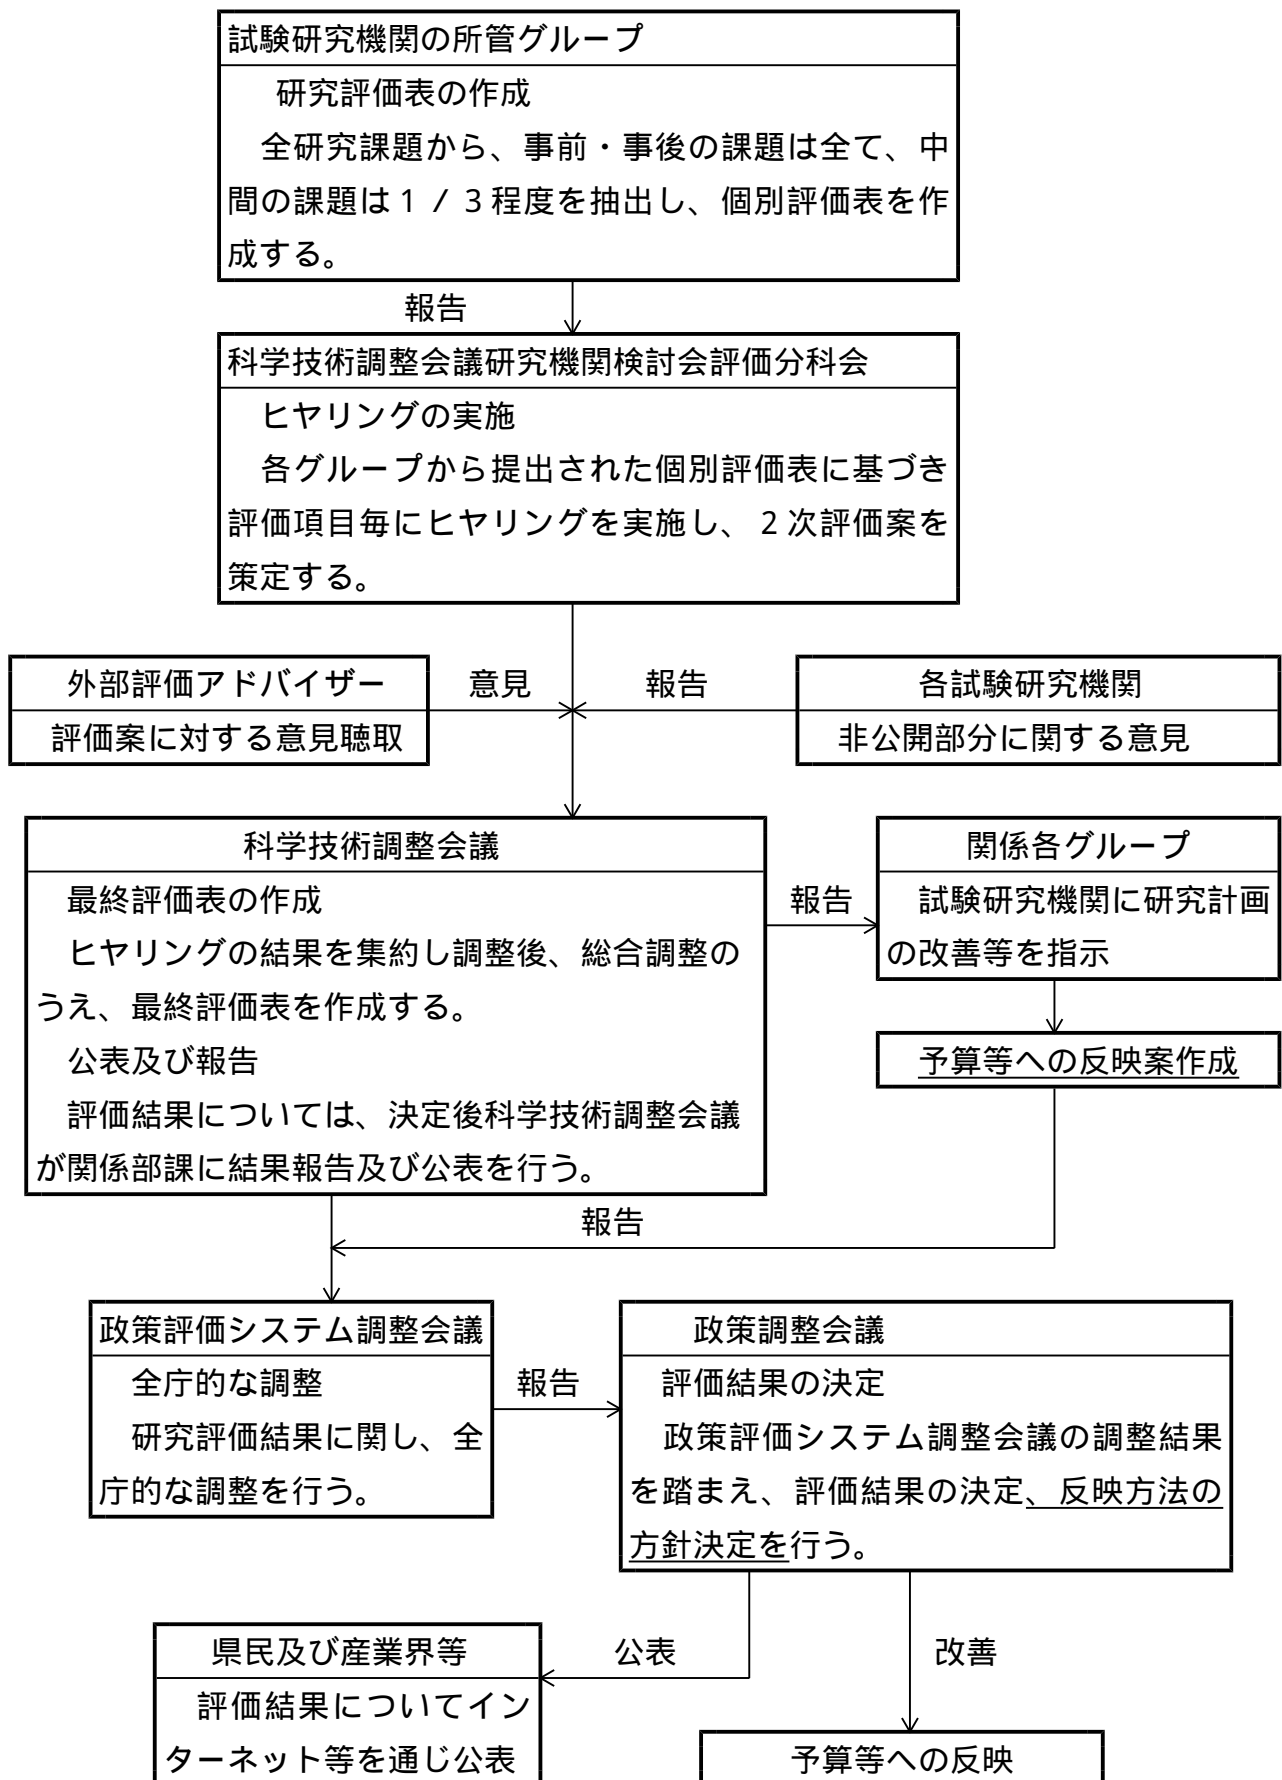 試験研究機関の所管グループ
研究評価表の作成
全研究課題から、事前・事後の課題は全て、中
間の課題は1/3程度を抽出し、個別評価表を作
成する。
報告
科学技術調整会議研究機関検討会評価分科会
ヒヤリングの実施
各グループから提出された個別評価表に基づき
評価項目毎にヒヤリングを実施し、2次評価案を
策定する。
外部評価アドバイザー
評価案に対する意見聴取
意見
報告
各試験研究機関
非公開部分に関する意見
科学技術調整会議
最終評価表の作成
ヒヤリングの結果を集約し調整後、総合調整の
うえ、最終評価表を作成する。
公表及び報告
評価結果については、決定後科学技術調整会議
が関係部課に結果報告及び公表を行う。
報告
関係各グループ
試験研究機関に研究計画
の改善等を指示
予算等への反映案作成
報告
政策評価システム調整会議
全庁的な調整
研究評価結果に関し、全
庁的な調整を行う。
報告
政策調整会議
評価結果の決定
政策評価システム調整会議の調整結果
を踏まえ、評価結果の決定、反映方法の
方針決定を行う。
県民及び産業界等
評価結果についてイン
ターネット等を通じ公表
公表
改善
予算等への反映